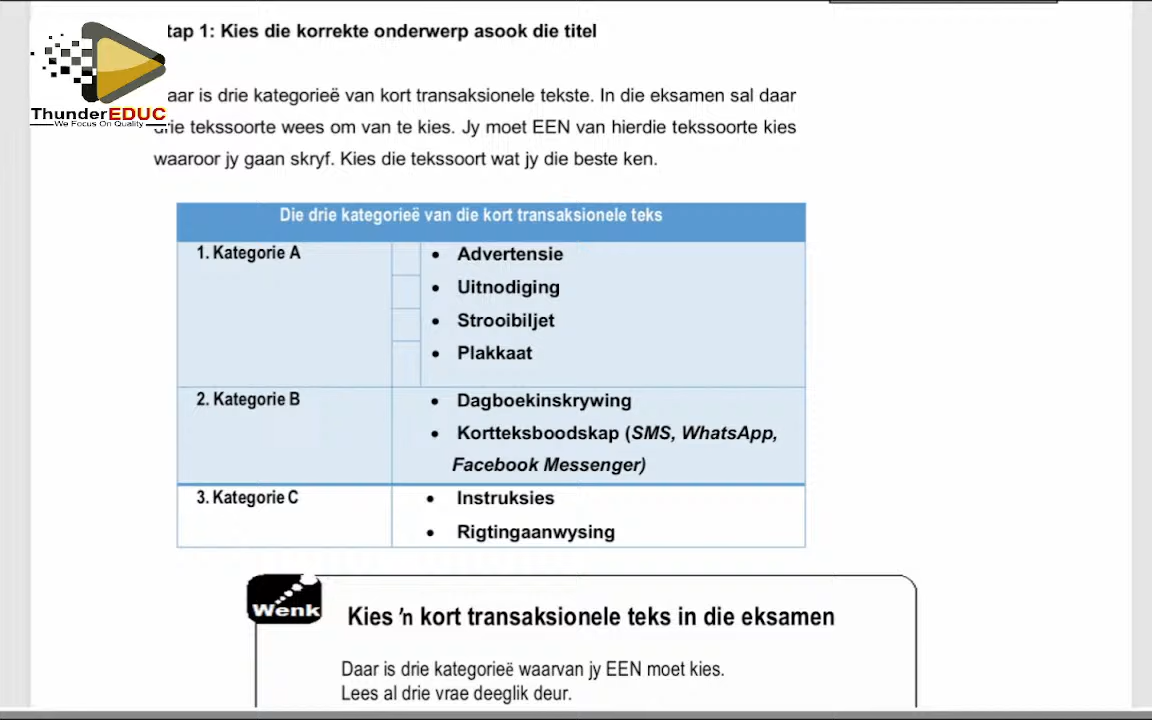 tap 1: Kies die korrekte onderwerp asook die titel
ThunderEDUC
We Focus On Quality
aar is drie kategorieë van kort transaksionele tekste. In die eksamen sal daar
drie tekssoorte wees om van te kies. Jy moet EEN van hierdie tekssoorte kies
waaroor jy gaan skryf. Kies die tekssoort wat jy die beste ken.
Die drie kategorieë van die kort transaksionele teks
1. Kategorie A
• Advertensie
• Uitnodiging
• Strooibiljet
• Plakkaat
2. Kategorie B
• Dagboekinskrywing
• Kortteksboodskap (SMS, WhatsApp,
Facebook Messenger)
3. Kategorie C
• Instruksies
• Rigtingaanwysing
Wenk
Kies 'n kort transaksionele teks in die eksamen
Daar is drie kategorieë waarvan jy EEN moet kies.
Lees al drie vrae deeglik deur.